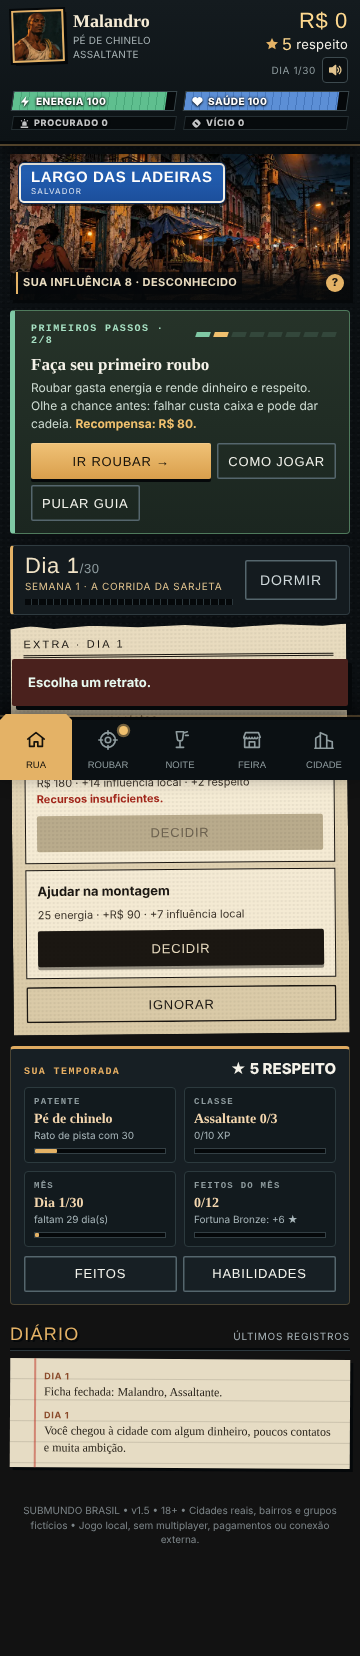 Malandro
PÉ DE CHINELO
ASSALTANTE
R$ 0
★ 5 respeito
DIA 1/30
ENERGIA 100
SAÚDE 100
PROCURADO 0
VÍCIO 0
LARGO DAS LADEIRAS
SALVADOR
SUA INFLUÊNCIA 8 · DESCONHECIDO
?
PRIMEIROS PASSOS ·
2/8
Faça seu primeiro roubo
Roubar gasta energia e rende dinheiro e respeito.
Olhe a chance antes: falhar custa caixa e pode dar
cadeia. Recompensa: R$ 80.
IR ROUBAR →
COMO JOGAR
PULAR GUIA
Dia 1/30
SEMANA 1 · A CORRIDA DA SARJETA
DORMIR
EXTRA · DIA 1
Escolha um retrato.
RUA
ROUBAR
NOITE
FEIRA
CIDADE
R$ 180 · +14 influência local · +2 respeito
Recursos insuficientes.
DECIDIR
Ajudar na montagem
25 energia · +R$ 90 · +7 influência local
DECIDIR
IGNORAR
SUA TEMPORADA
★ 5 RESPEITO
PATENTE
Pé de chinelo
Rato de pista com 30
CLASSE
Assaltante 0/3
0/10 XP
MÊS
Dia 1/30
faltam 29 dia(s)
FEITOS DO MÊS
0/12
Fortuna Bronze: +6 ★
FEITOS
HABILIDADES
DIÁRIO
ÚLTIMOS REGISTROS
DIA 1
Ficha fechada: Malandro, Assaltante.
DIA 1
Você chegou à cidade com algum dinheiro, poucos contatos
e muita ambição.
SUBMUNDO BRASIL • v1.5 • 18+ • Cidades reais, bairros e grupos
fictícios • Jogo local, sem multiplayer, pagamentos ou conexão
externa.